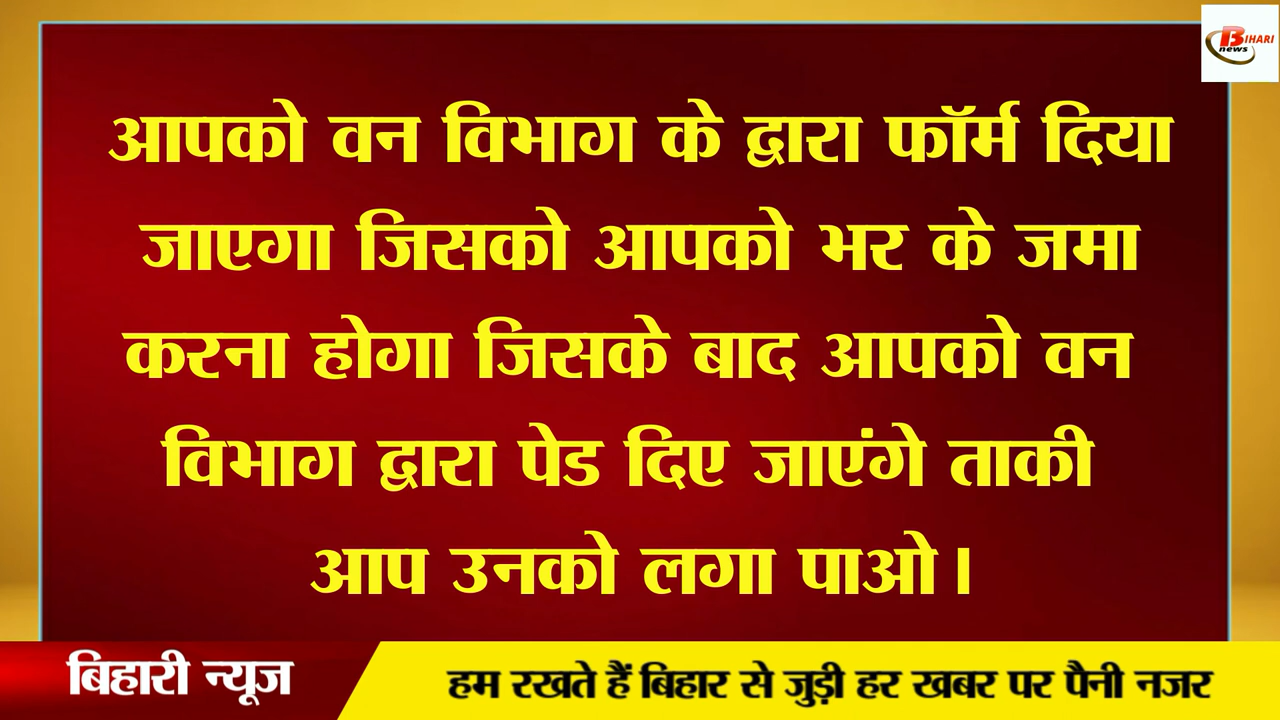 BIHARI
news
आपको वन विभाग के द्वारा फॉर्म दिया
जाएगा जिसको आपको भर के जमा
करना होगा जिसके बाद आपको वन
विभाग द्वारा पेड दिए जाएंगे ताकी
आप उनको लगा पाओ।
बिहारी न्यूज
हम रखते हैं बिहार से जुड़ी हर खबर पर पैनी नजर